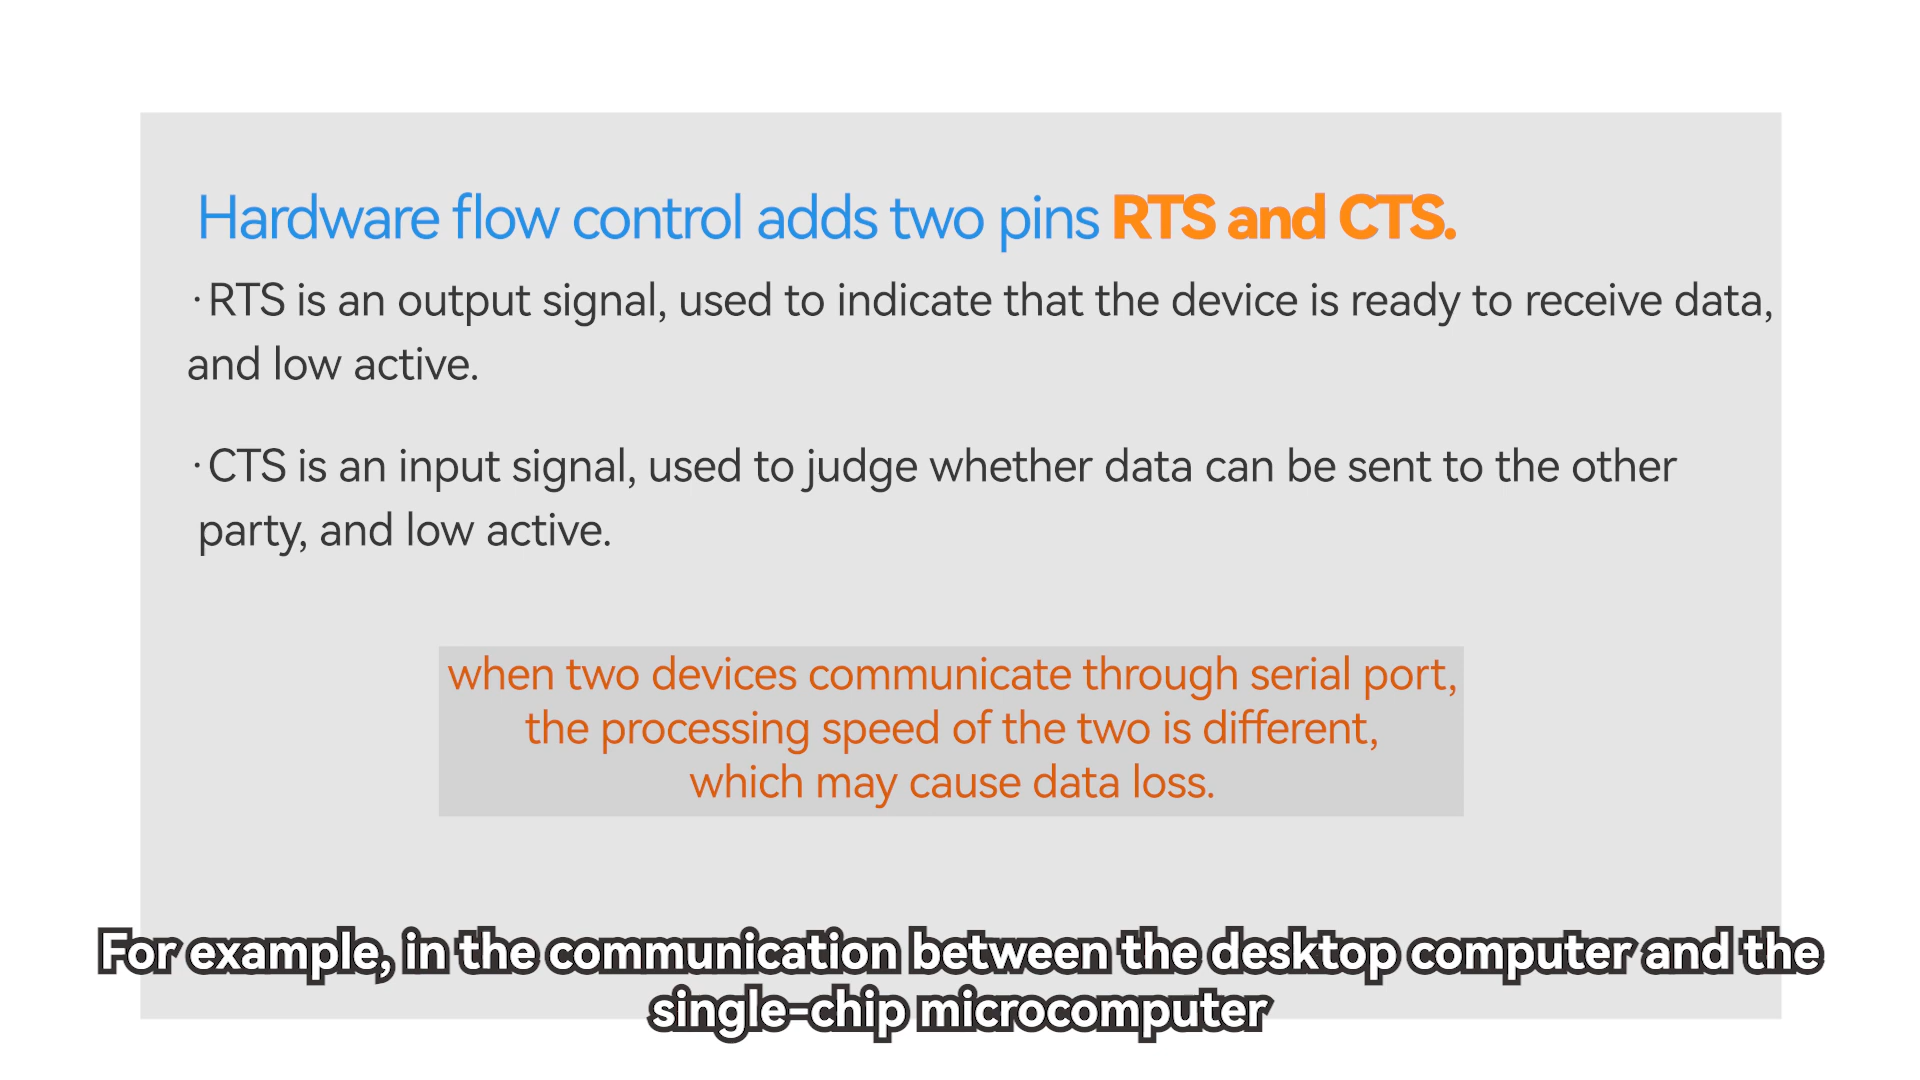 Hardware flow control adds two pins RTS and CTS.
·RTS is an output signal, used to indicate that the device is ready to receive data,
and low active.
·CTS is an input signal, used to judge whether data can be sent to the other
party, and low active.
when two devices communicate through serial port,
the processing speed of the two is different,
which may cause data loss.
For example, in the communication between the desktop computer and the
single-chip microcomputer